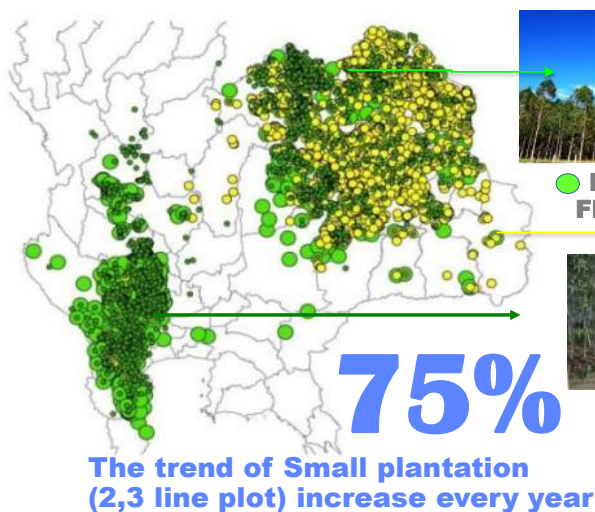 75%
The trend of Small plantation
(2,3 line plot) increase every year